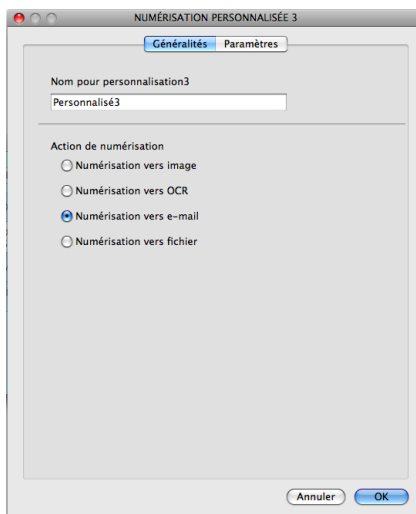 NUMÉRISATION PERSONNALISÉE 3
Généralités Paramètres
Nom pour personnalisation3
Personnalisé3
Action de numérisation
Numérisation vers image
Numérisation vers OCR
Numérisation vers e-mail
Numérisation vers fichier
Annuler OK